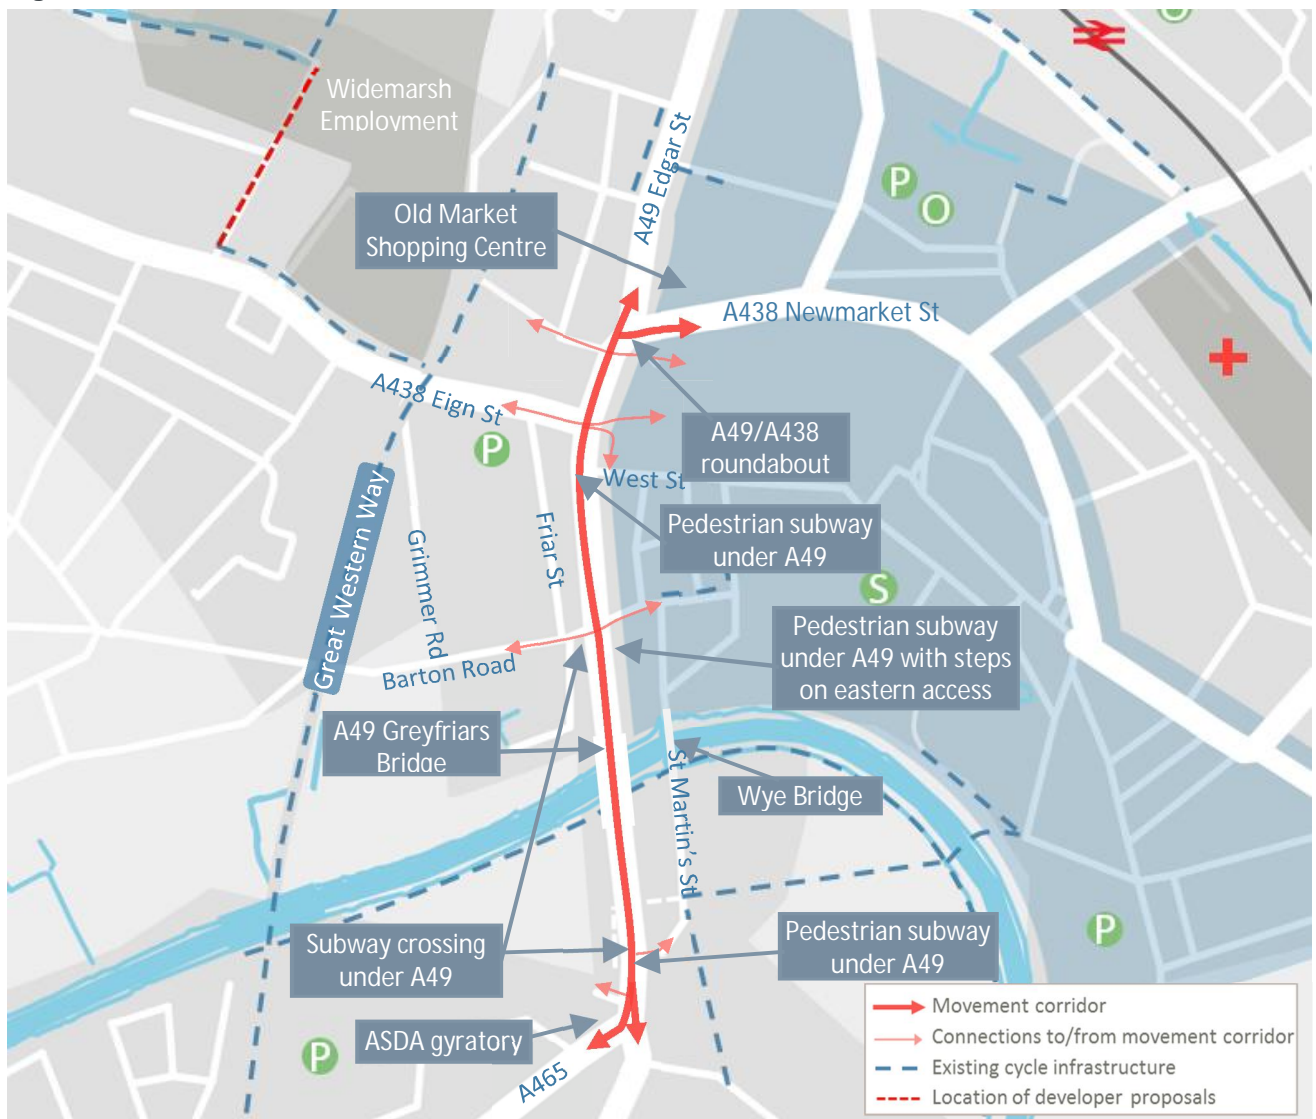 Widemarsh
Employment
A49 Edgar St
Old Market
Shopping Centre
A438 Newmarket St
A438 Eign St
A49/A438
roundabout
P
O
O
P
West St
Pedestrian subway
under A49
Great Western Way
Grimmer Rd
Friar St
S
Barton Road
Pedestrian subway
under A49 with steps
on eastern access
A49 Greyfriars
Bridge
St Martin's St
Wye Bridge
Subway crossing
under A49
Pedestrian subway
under A49
P
ASDA gyratory
P
A465
Movement corridor
Connections to/from movement corridor
Existing cycle infrastructure
Location of developer proposals